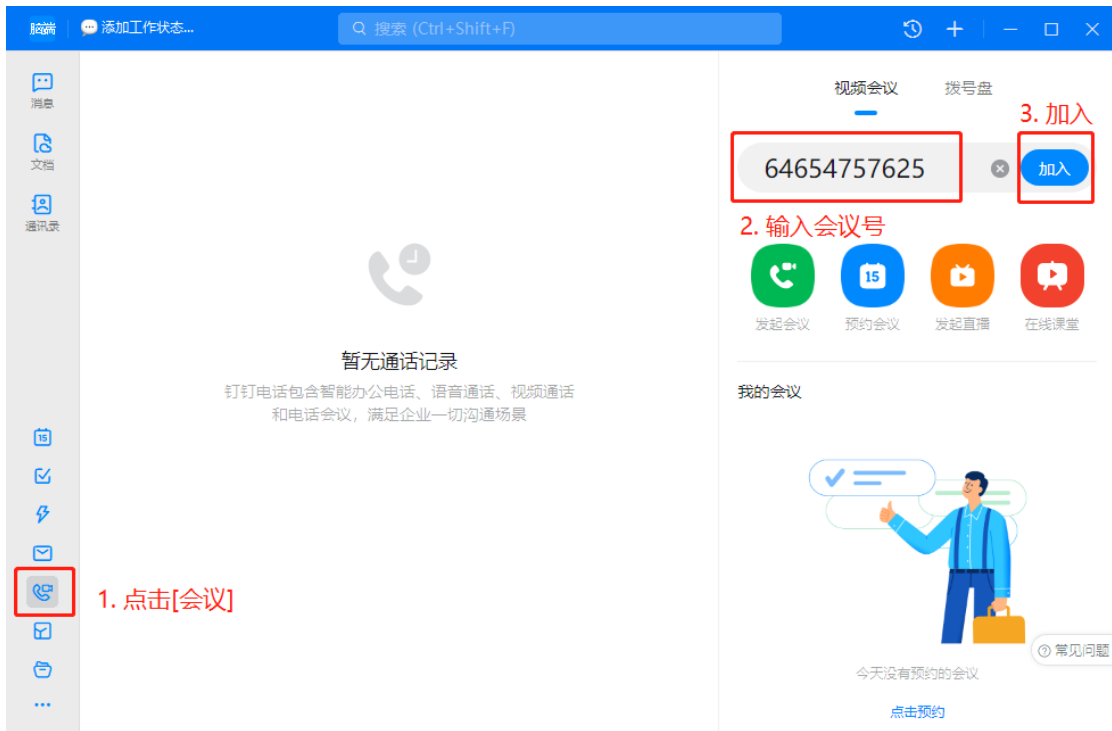 添加工作状态...
搜索 (Ctrl+Shift+F)
消息
文档
通讯录
15
1. 点击[会议]
暂无通话记录
钉钉电话包含智能办公电话、语音通话、视频通话
和电话会议，满足企业一切沟通场景
视频会议
拨号盘
3. 加入
64654757625
加入
2. 输入会议号
15
发起会议
预约会议
发起直播
在线课堂
我的会议
常见问题
今天没有预约的会议
点击预约